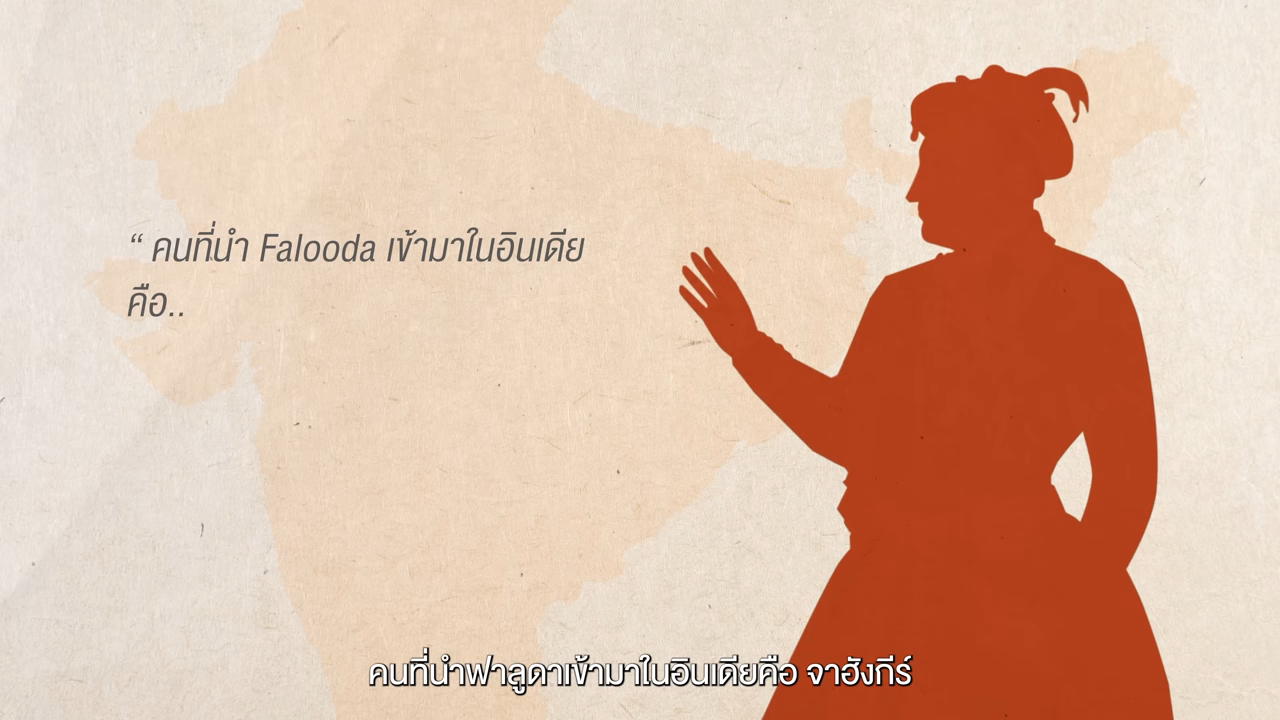 “ คนที่นำ Falooda เข้ามาในอินเดีย
คือ..
คนที่นำฟาลูดาเข้ามาในอินเดียคือ จาฮังกีร์